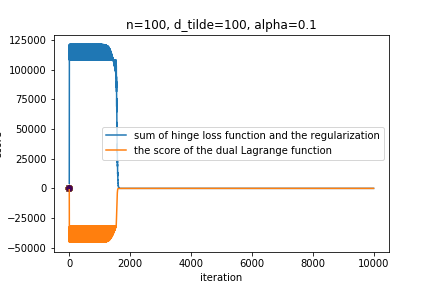 n=100, d_tilde=100, alpha=0.1
125000
100000
75000
50000
25000
0
−25000
−50000
sum of hinge loss function and the regularization
the score of the dual Lagrange function
0 2000 4000 6000 8000 10000
iteration